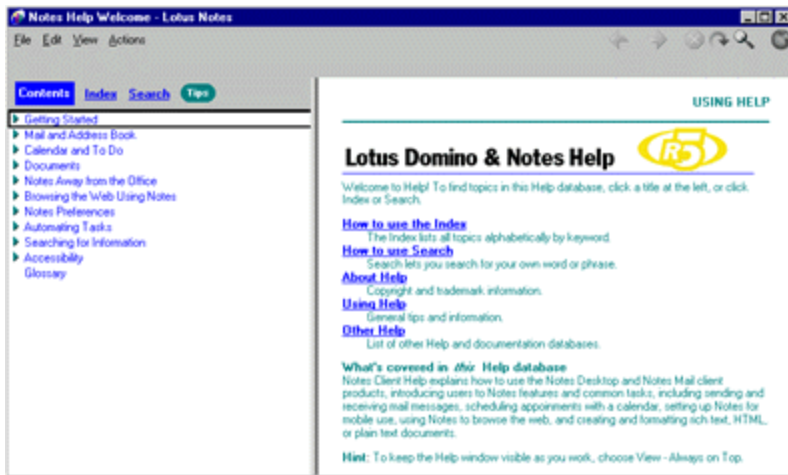 Notes Help Welcome - Lotus Notes
File Edit View Actions
Contents Index Search Tips
Getting Started
Mail and Address Book
Calendar and To Do
Documents
Notes Away from the Office
Browsing the Web Using Notes
Notes Preferences
Automating Tasks
Searching for Information
Accessibility
Glossary
USING HELP
Lotus Domino & Notes Help R5
Welcome to Help! To find topics in this Help database, click a title at the left, or click
Index or Search.
How to use the Index
The Index lists all topics alphabetically by keyword.
How to use Search
Search lets you search for your own word or phrase.
About Help
Copyright and trademark information.
Using Help
General tips and information.
Other Help
List of other Help and documentation databases.
What's covered in this Help database
Notes Client Help explains how to use the Notes Desktop and Notes Mail client
products, introducing users to Notes features and common tasks, including sending and
receiving mail messages, scheduling appoinments with a calendar, setting up Notes for
mobile use, using Notes to browse the web, and creating and formatting rich text, HTML,
or plain text documents.
Hint: To keep the Help window visible as you work, choose View - Always on Top.